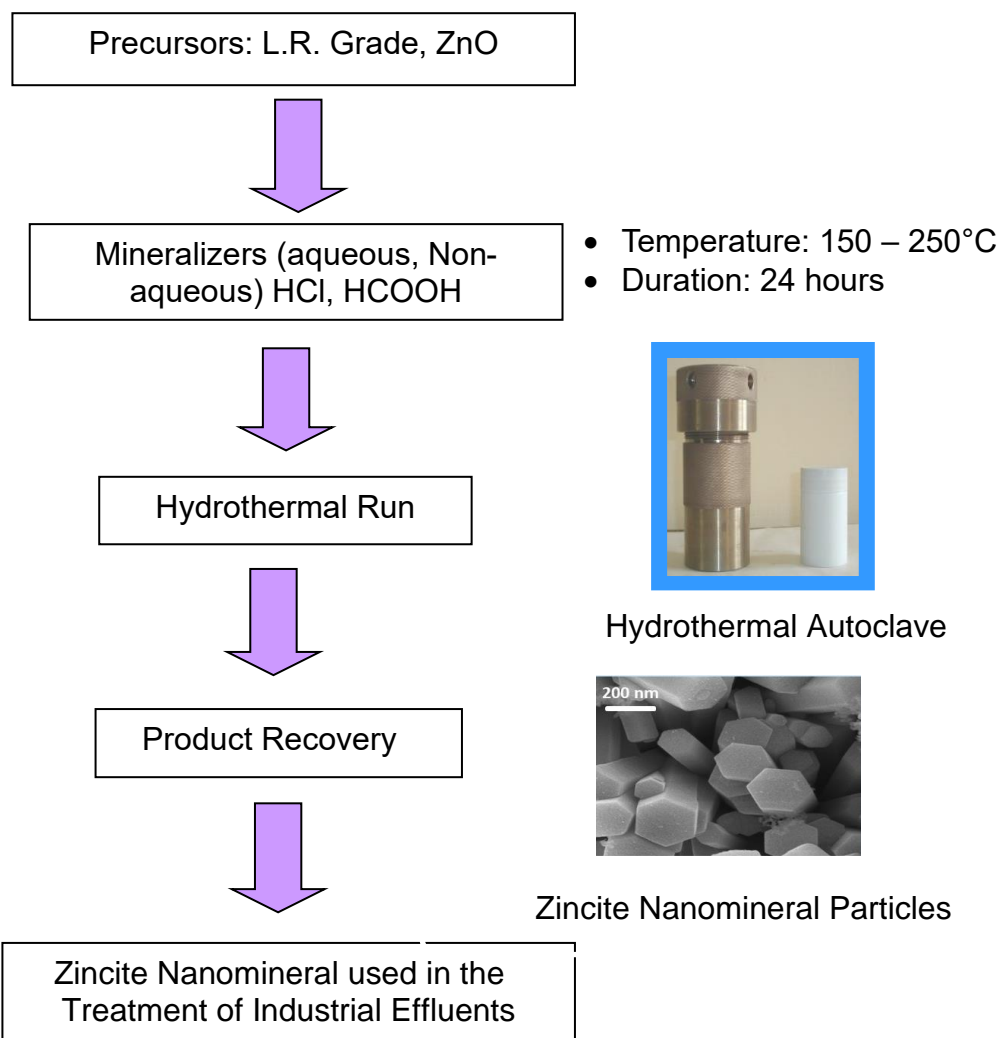 Precursors: L.R. Grade, ZnO
Mineralizers (aqueous, Non-
aqueous) HCl, HCOOH
• Temperature: 150 – 250°C
• Duration: 24 hours
Hydrothermal Run
Hydrothermal Autoclave
200 nm
Product Recovery
Zincite Nanomineral Particles
Zincite Nanomineral used in the
Treatment of Industrial Effluents